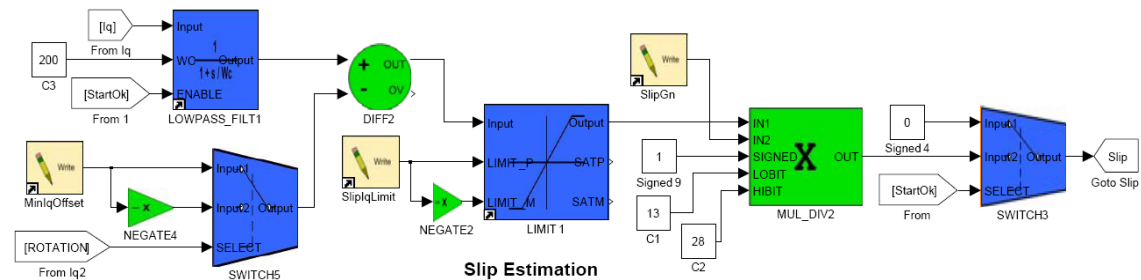 [Iq]
From Iq
200
C3
[StartOk]
From 1
Input
WC
ENABLE
1
1+s/Wc
Output
LOWPASS_FILT1
Write
MinIqOffset
-x
NEGATE4
[ROTATION]
From Iq2
Input1
Input2
SELECT
Output
SWITCH5
+
-
OUT
OV
DIFF2
Write
SlipIqLimit
-x
NEGATE2
Input
LIMIT_P
LIMIT_M
Output
SATP
SATM
LIMIT 1
Slip Estimation
Write
SlipGn
1
Signed 9
13
C1
28
C2
IN1
IN2
SIGNED
LOBIT
HIBIT
X
OUT
MUL_DIV2
0
Signed 4
[StartOk]
From
Input1
Input2
SELECT
Output
SWITCH3
Slip
Goto Slip